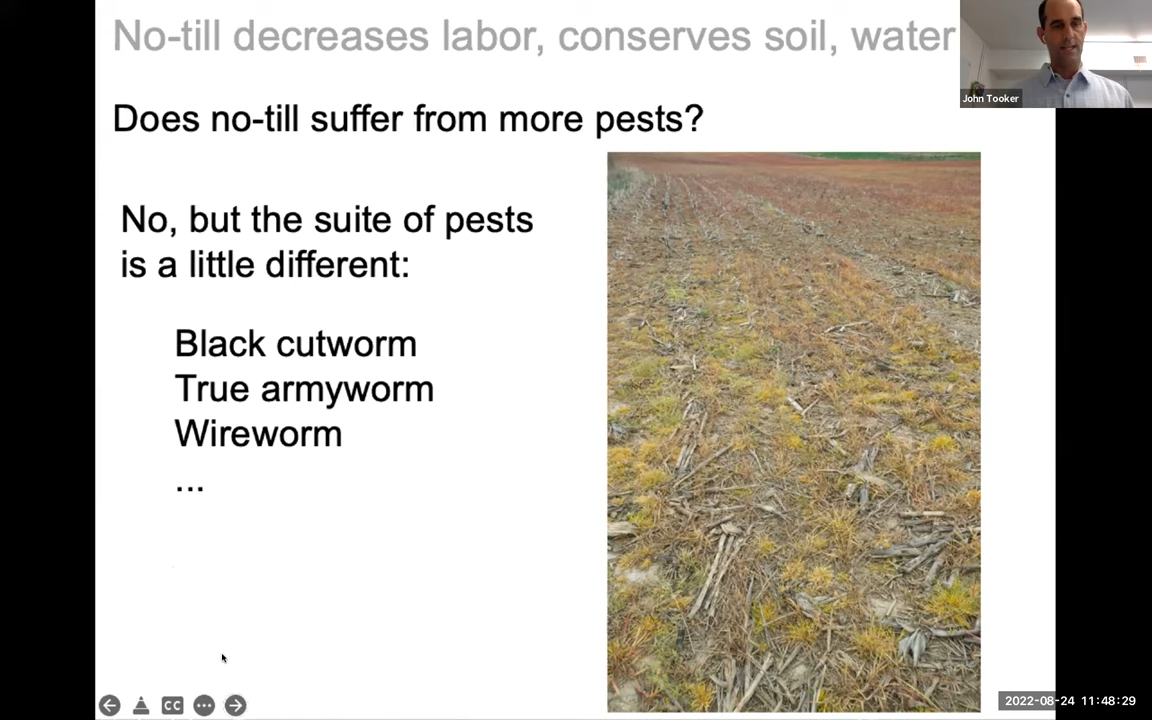 No-till decreases labor, conserves soil, water
John Tooker
Does no-till suffer from more pests?
No, but the suite of pests
is a little different:
Black cutworm
True armyworm
Wireworm
...
CC
2022-08-24 11:48:29